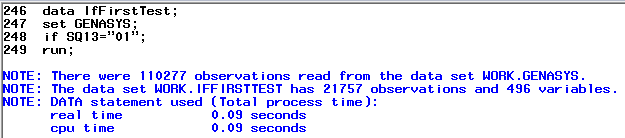 246  data IfFirstTest;
247  set GENASYS;
248  if SQ13="01";
249  run;
NOTE: There were 110277 observations read from the data set WORK.GENASYS.
NOTE: The data set WORK.IFFIRSTTEST has 21757 observations and 496 variables.
NOTE: DATA statement used (Total process time):
real time           0.09 seconds
cpu time            0.09 seconds